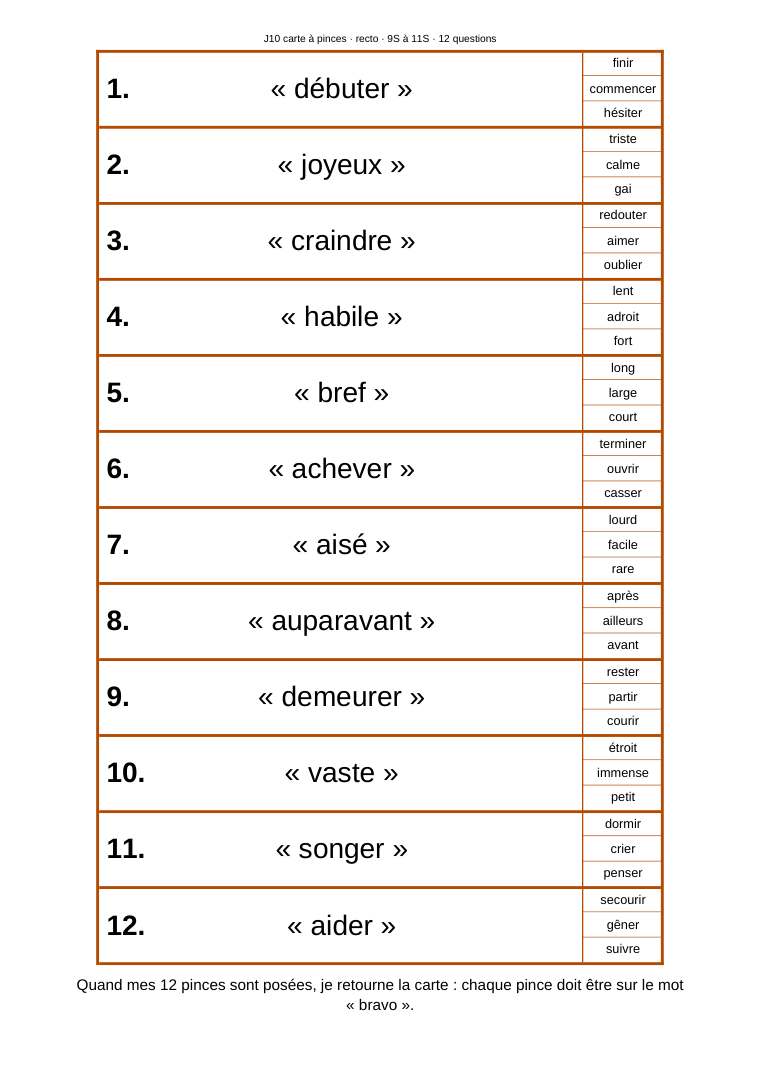 J10 carte à pinces · recto · 9S à 11S · 12 questions
1. « débuter »
finir
commencer
hésiter
2. « joyeux »
triste
calme
gai
3. « craindre »
redouter
aimer
oublier
4. « habile »
lent
adroit
fort
5. « bref »
long
large
court
6. « achever »
terminer
ouvrir
casser
7. « aisé »
lourd
facile
rare
8. « auparavant »
après
ailleurs
avant
9. « demeurer »
rester
partir
courir
10. « vaste »
étroit
immense
petit
11. « songer »
dormir
crier
penser
12. « aider »
secourir
gêner
suivre
Quand mes 12 pinces sont posées, je retourne la carte : chaque pince doit être sur le mot
« bravo ».